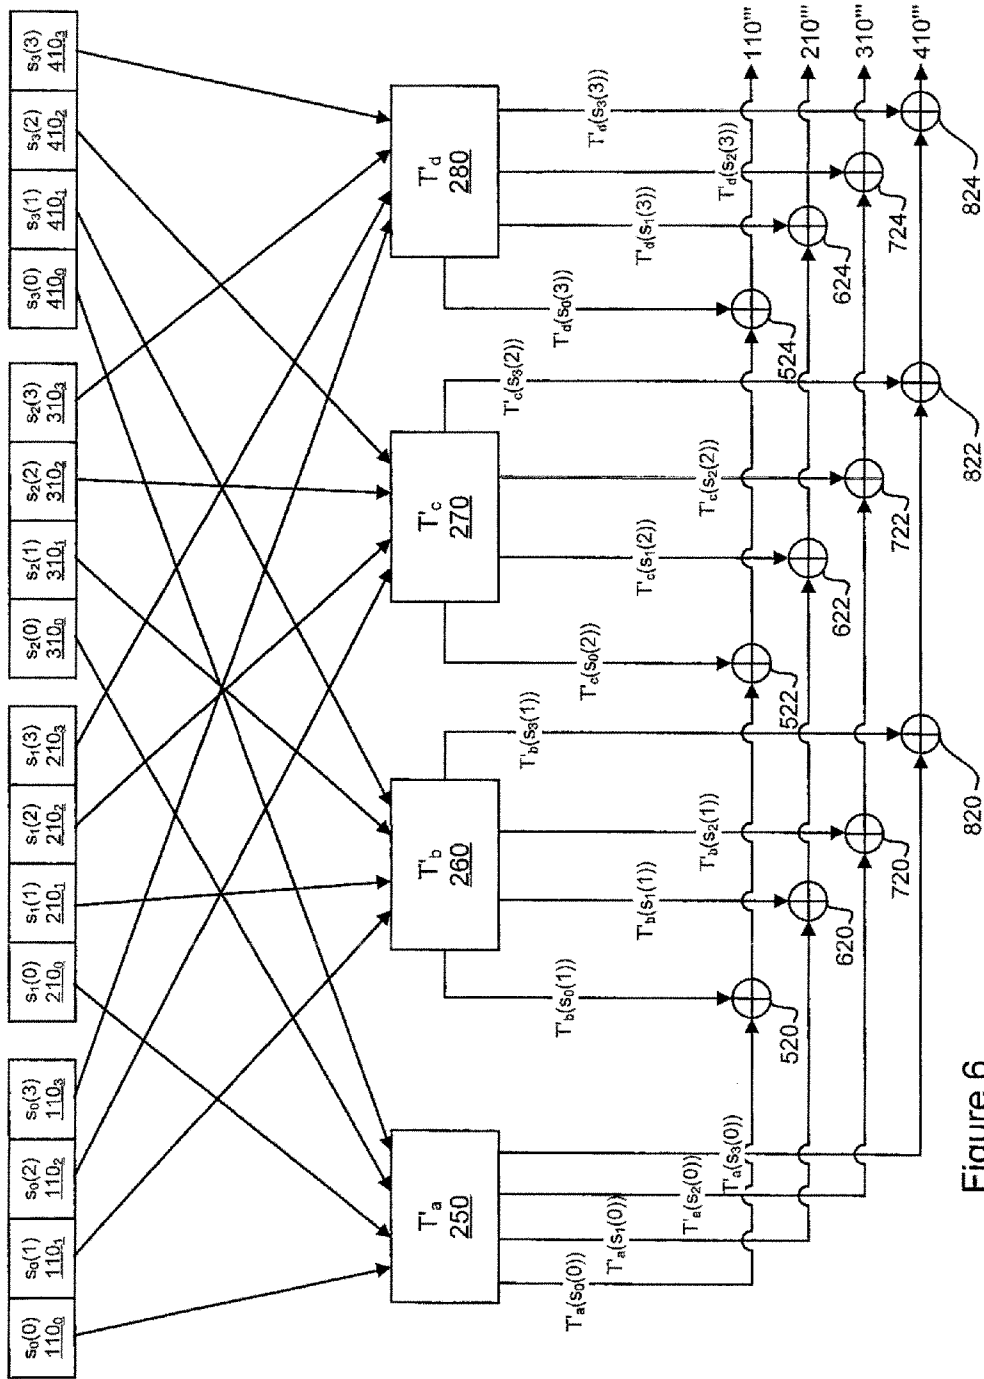 s₀(0)
110₀
s₀(1)
110₁
s₀(2)
110₂
s₀(3)
110₃
s₁(0)
210₀
s₁(1)
210₁
s₁(2)
210₂
s₁(3)
210₃
s₂(0)
310₀
s₂(1)
310₁
s₂(2)
310₂
s₂(3)
310₃
s₃(0)
410₀
s₃(1)
410₁
s₃(2)
410₂
s₃(3)
410₃
T'a
250
T'b
260
T'c
270
T'd
280
T'a(s₀(0))
T'a(s₁(0))
T'a(s₂(0))
T'a(s₃(0))
T'b(s₀(1))
T'b(s₁(1))
T'b(s₂(1))
T'b(s₃(1))
T'c(s₀(2))
T'c(s₁(2))
T'c(s₂(2))
T'c(s₃(2))
T'd(s₀(3))
T'd(s₁(3))
T'd(s₂(3))
T'd(s₃(3))
110'''
210'''
310'''
410'''
520
522
524
620
622
624
720
722
724
820
822
824
Figure 6